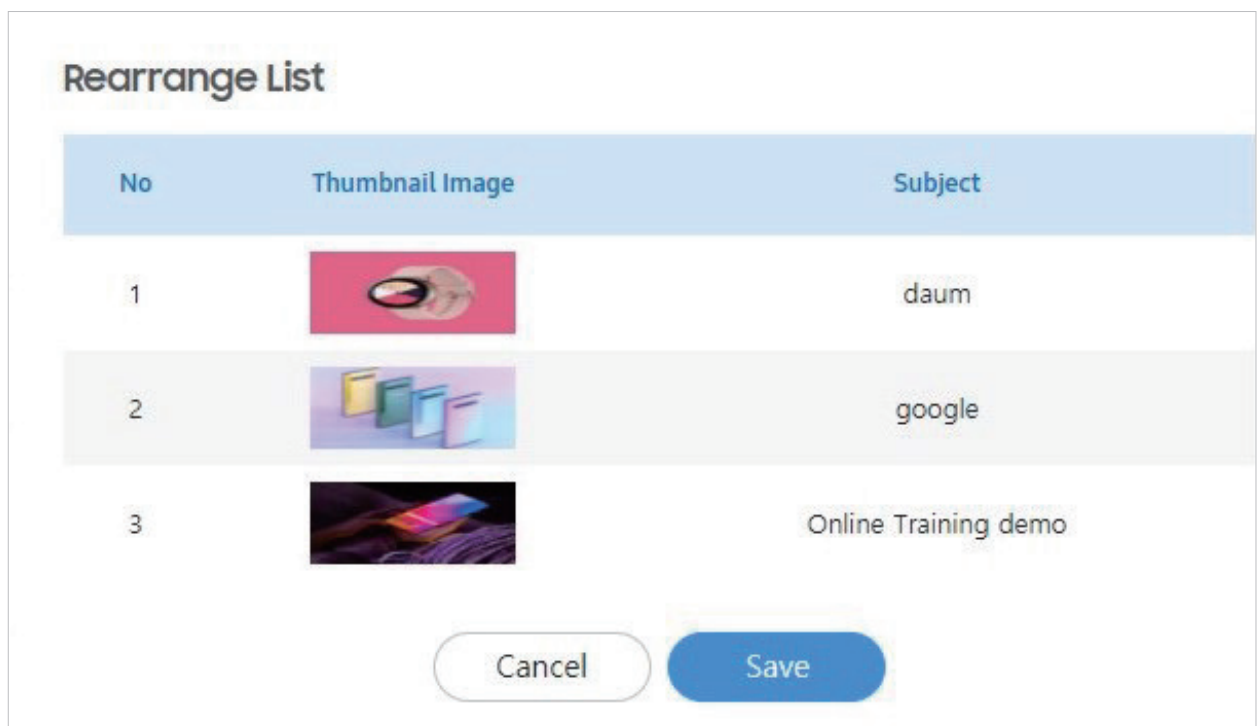 Rearrange List
No Thumbnail Image Subject
1 daum
2 google
3 Online Training demo
Cancel Save